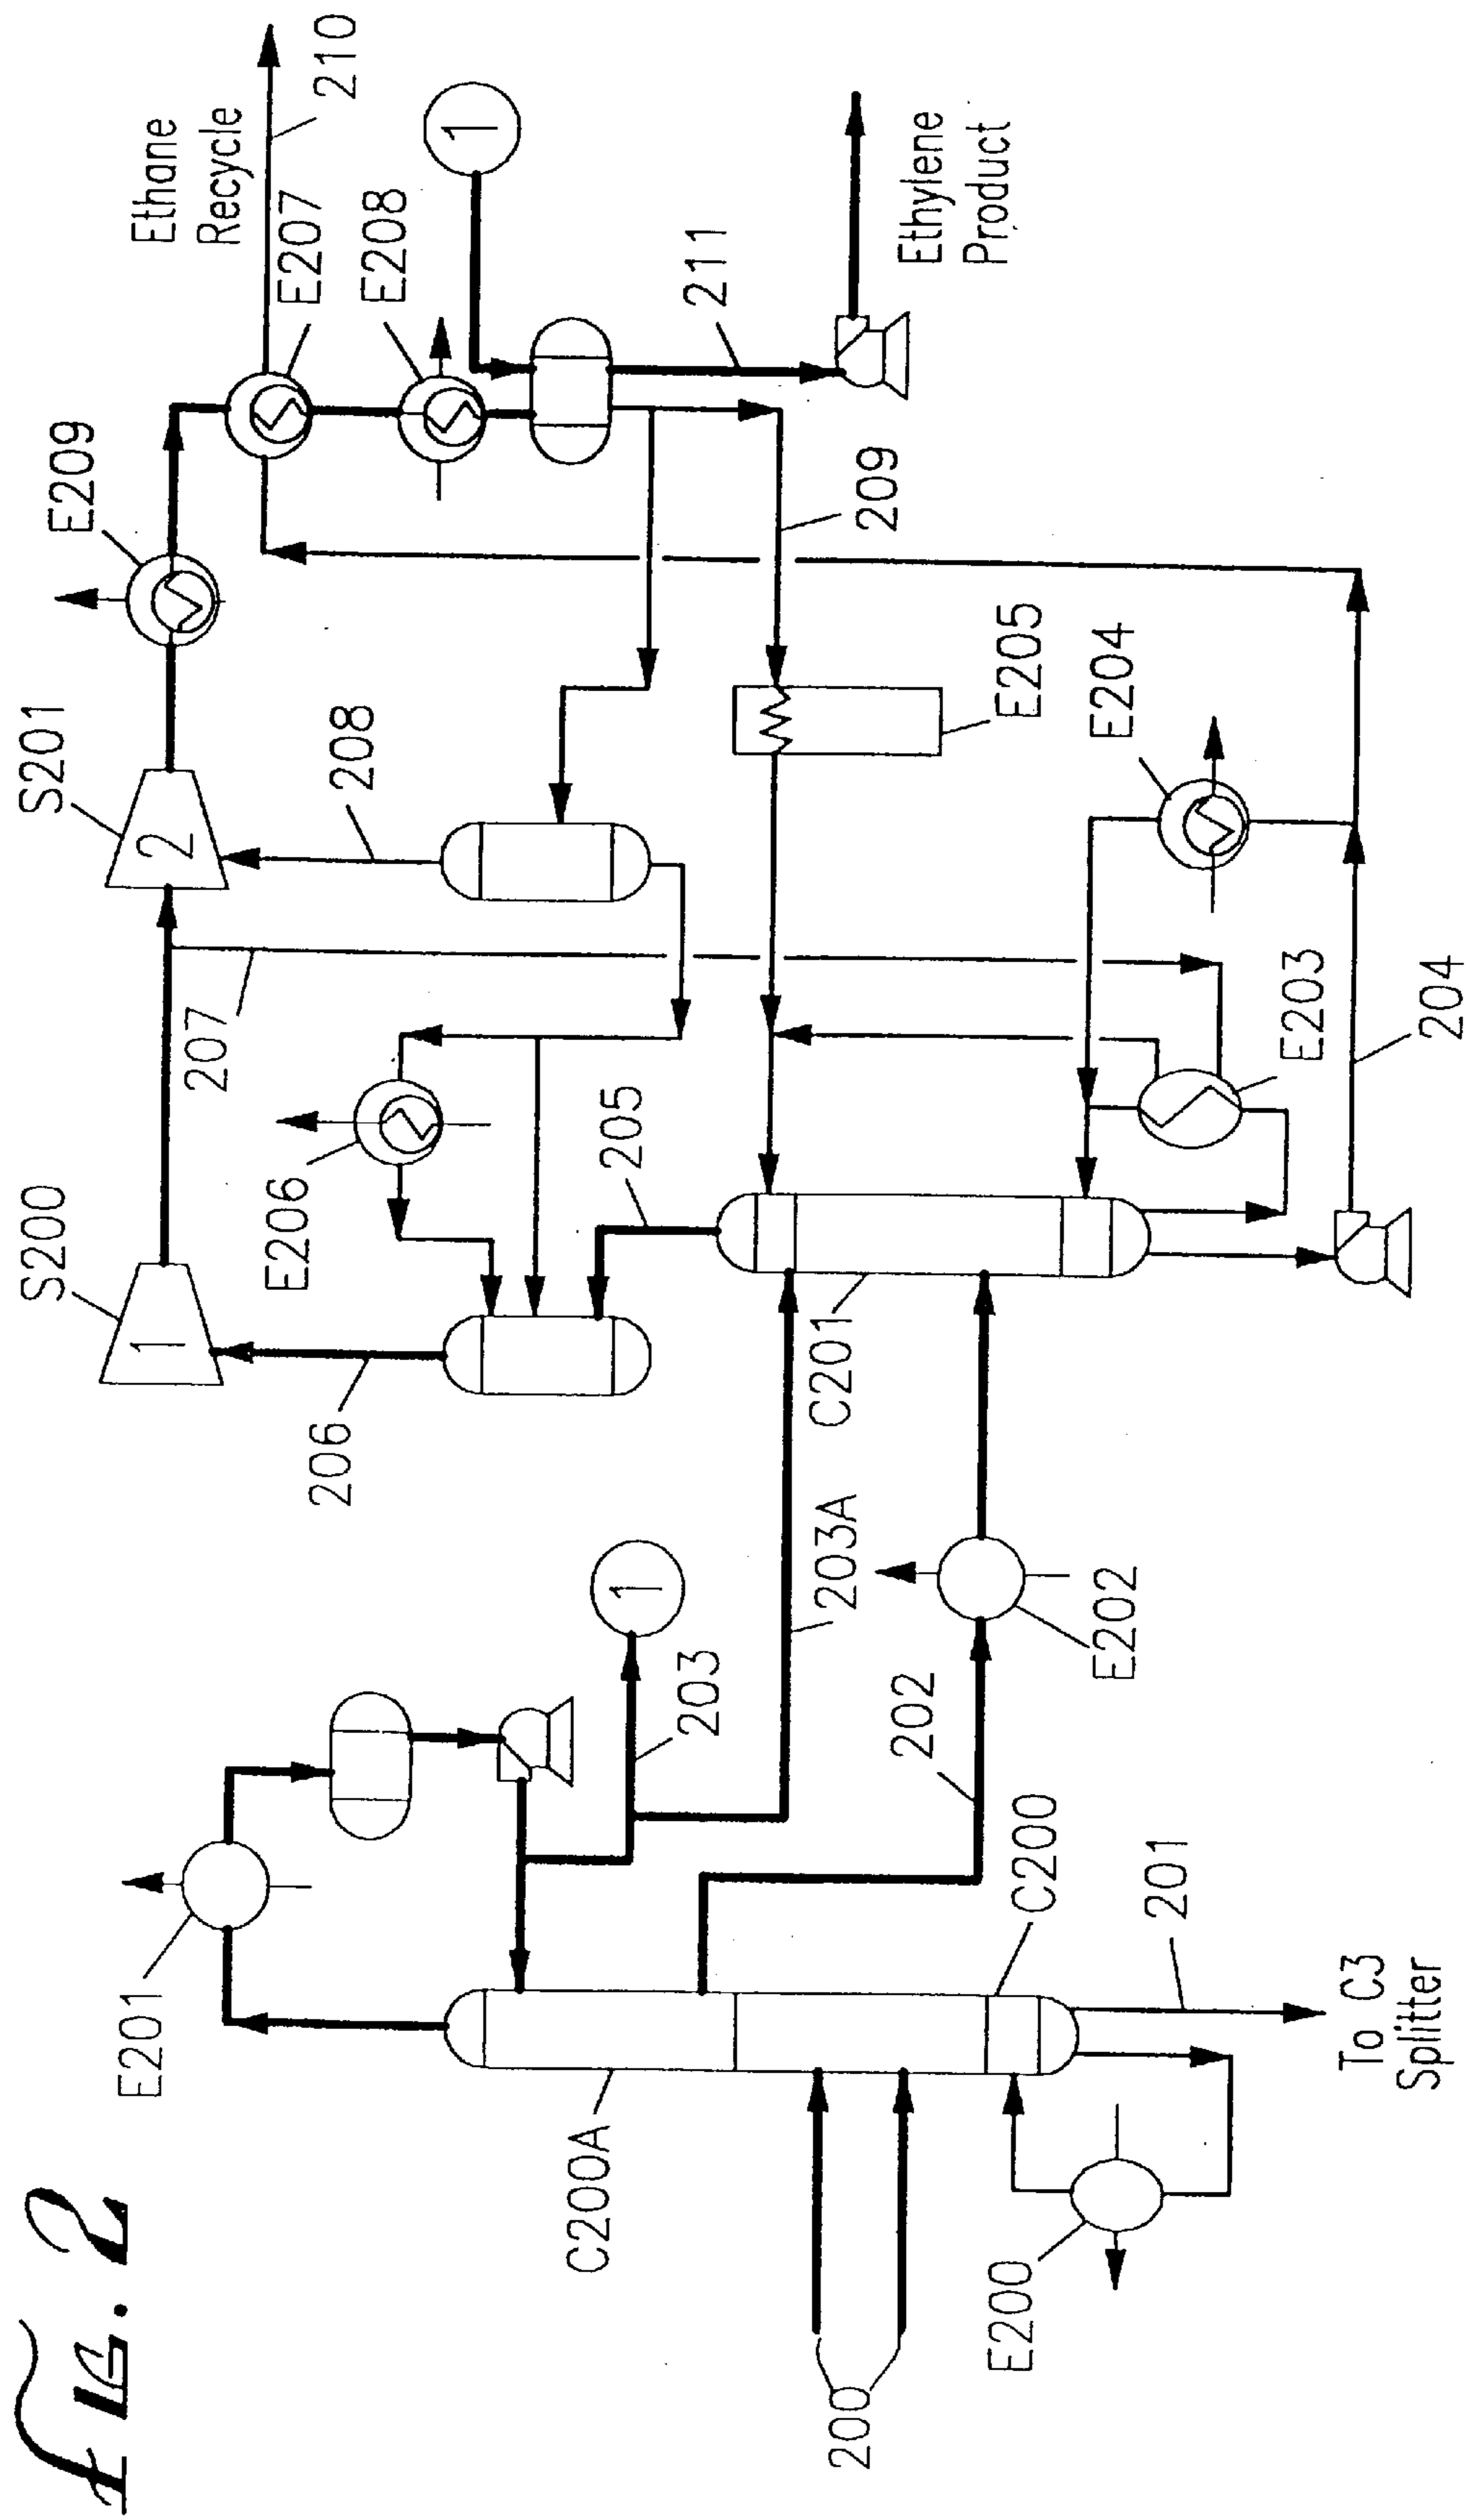 Fig. 2
E201
C200A
200
E200
C200
201
To C3
Splitter
202
E202
203
1
203A
C201
206
S200
1
E206
205
207
S201
2
208
E209
E203
204
E204
E205
209
211
E208
E207
Ethane
Recycle
210
1
Ethylene
Product